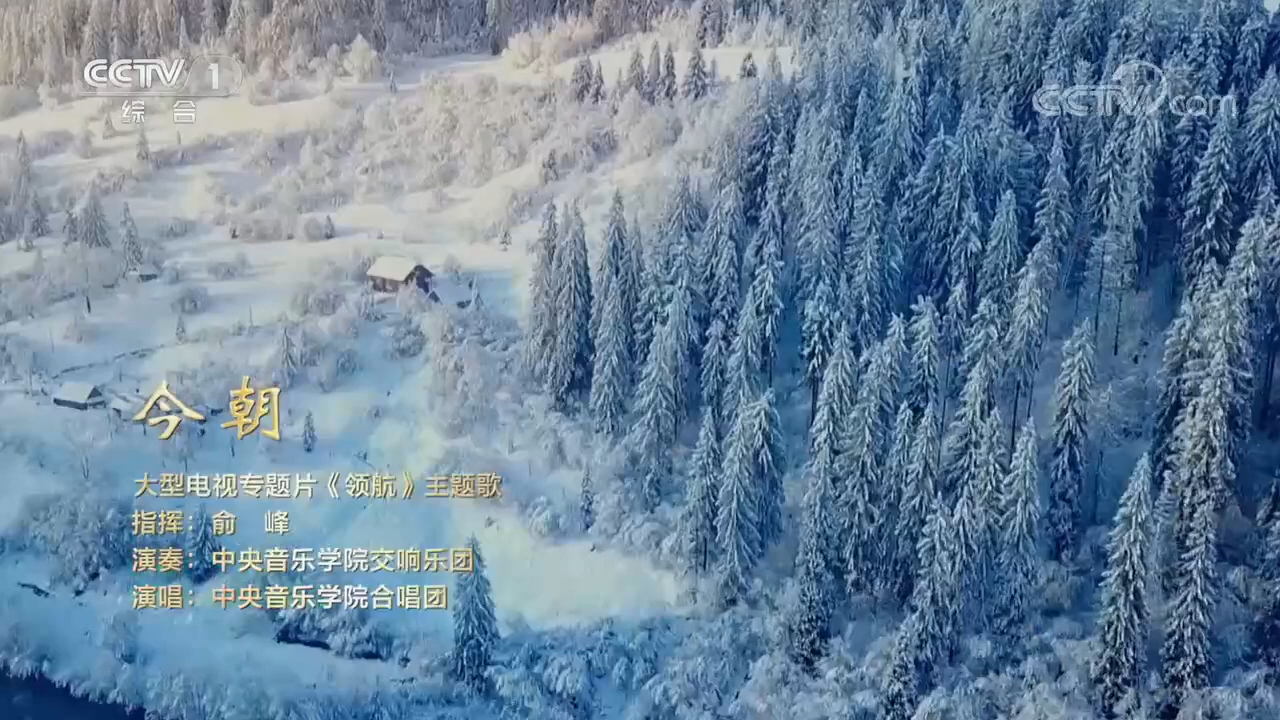 CCTV 1
综合
CCTV.com
今朝
大型电视专题片《领航》主题歌
指挥：俞 峰
演奏：中央音乐学院交响乐团
演唱：中央音乐学院合唱团